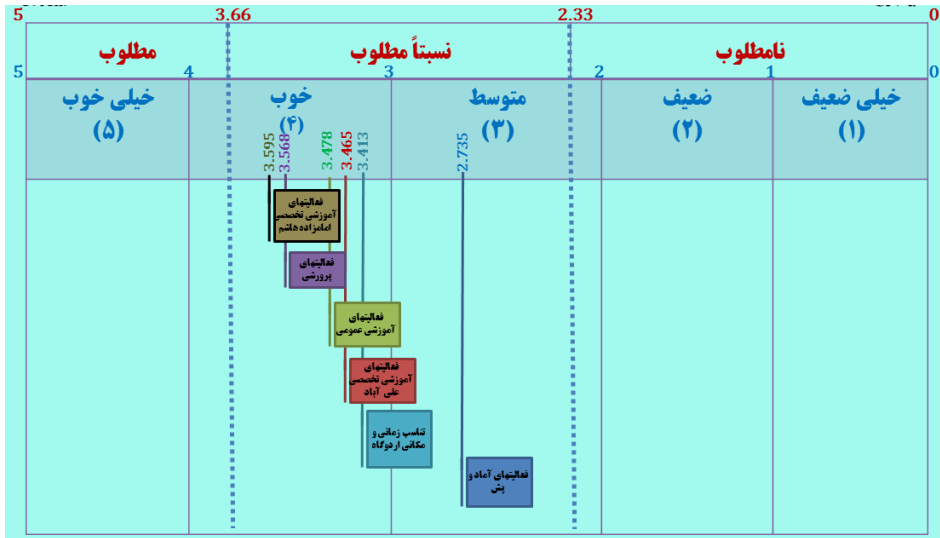 5 3.66 2.33 0
نامطلوب نسبتاً مطلوب مطلوب
5 4 3 2 1 0
خیلی ضعیف ضعیف متوسط خوب خیلی خوب
(۱) (۲) (۳) (۴) (۵)
3.595 3.568 3.478 3.465 3.413 2.735
فعالیتهای
آموزشی تخصصی
امامزاده هاشم
فعالیتهای
پرورشی
فعالیتهای
آموزشی عمومی
فعالیتهای
آموزشی تخصصی
علی آباد
تناسب زمانی و
مکانی اردوگاه
فعالیتهای آماد و
پش